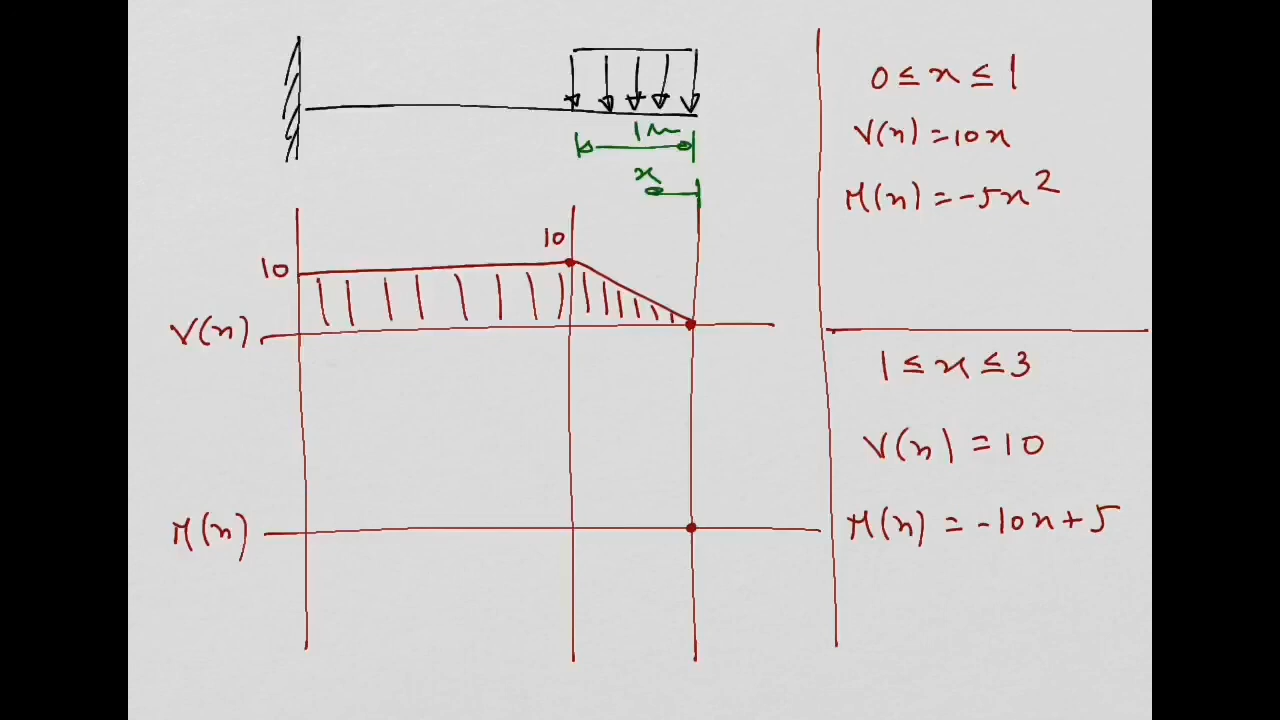 1m
x
10
10
V(x)
M(x)
0 ≤ x ≤ 1
V(x) = 10x
M(x) = -5x²
1 ≤ x ≤ 3
V(x) = 10
M(x) = -10x + 5